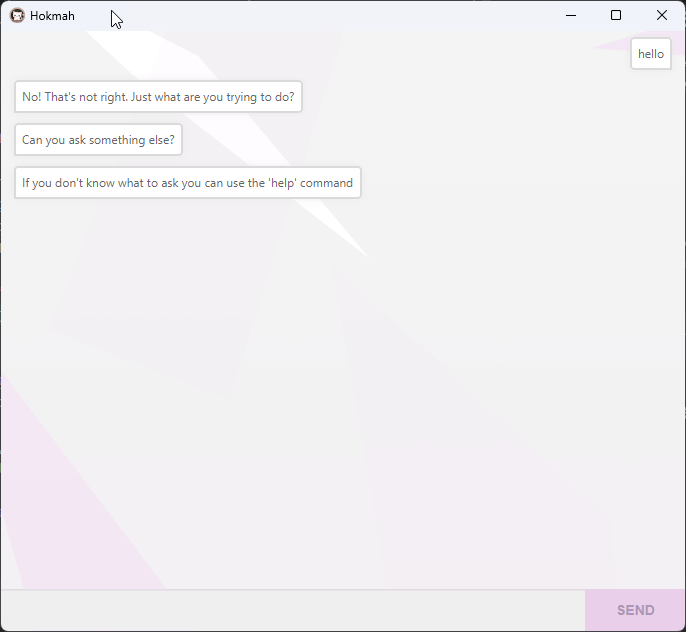 Hokmah
hello
No! That's not right. Just what are you trying to do?
Can you ask something else?
If you don't know what to ask you can use the 'help' command
SEND